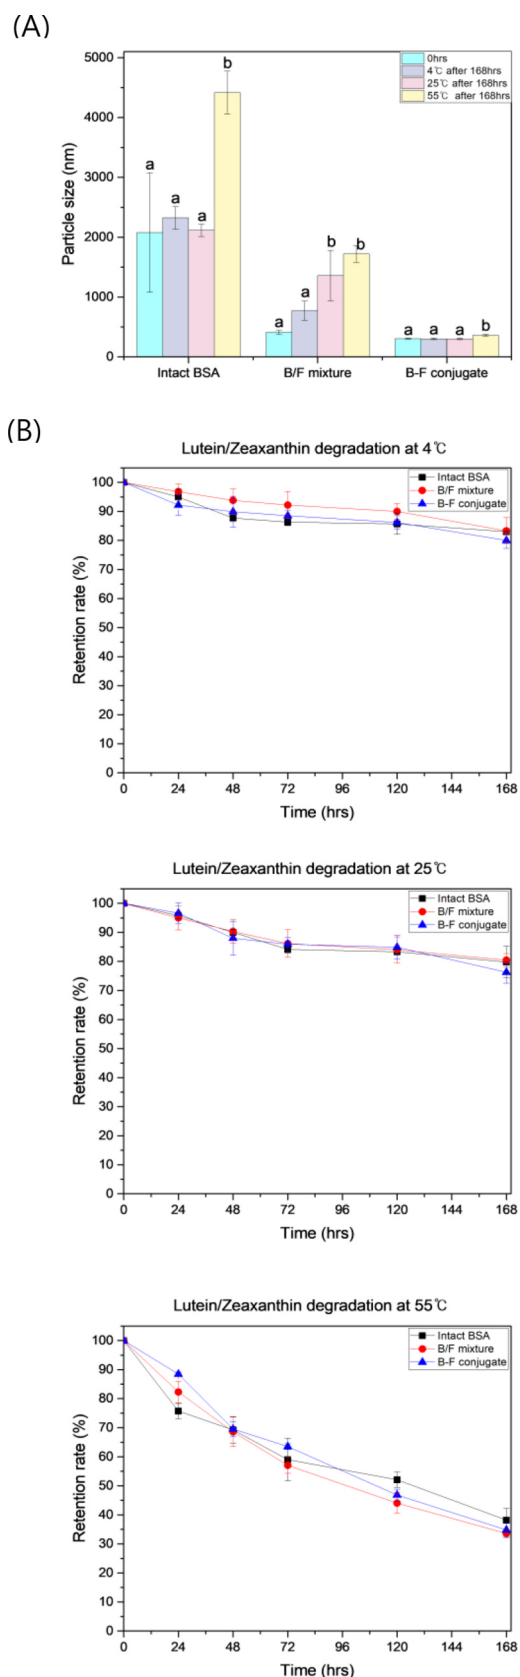 (A)
5000
4000
3000
2000
1000
0
Particle size (nm)
0hrs
4℃ after 168hrs
25℃ after 168hrs
55℃ after 168hrs
a a a b
a a b b
a a a b
Intact BSA B/F mixture B-F conjugate
(B)
Lutein/Zeaxanthin degradation at 4℃
Intact BSA
B/F mixture
B-F conjugate
100
90
80
70
60
50
40
30
20
10
0
Retention rate (%)
0 24 48 72 96 120 144 168
Time (hrs)
Lutein/Zeaxanthin degradation at 25℃
Intact BSA
B/F mixture
B-F conjugate
100
90
80
70
60
50
40
30
20
10
0
Retention rate (%)
0 24 48 72 96 120 144 168
Time (hrs)
Lutein/Zeaxanthin degradation at 55℃
Intact BSA
B/F mixture
B-F conjugate
100
90
80
70
60
50
40
30
20
10
0
Retention rate (%)
0 24 48 72 96 120 144 168
Time (hrs)